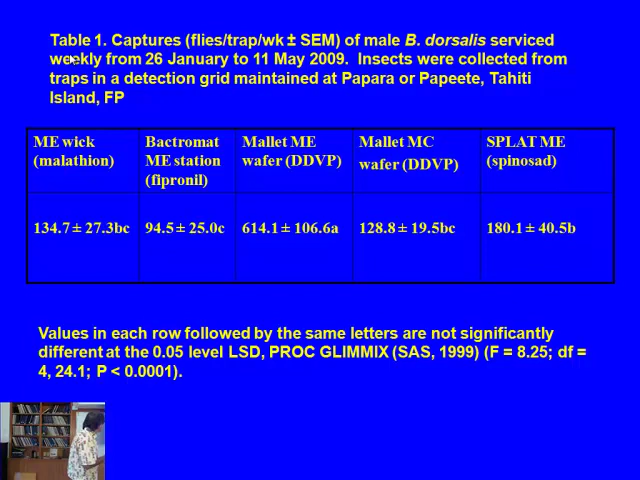 Table 1. Captures (flies/trap/wk ± SEM) of male B. dorsalis serviced
weekly from 26 January to 11 May 2009. Insects were collected from
traps in a detection grid maintained at Papara or Papeete, Tahiti
Island, FP
ME wick
(malathion)
Bactromat
ME station
(fipronil)
Mallet ME
wafer (DDVP)
Mallet MC
wafer (DDVP)
SPLAT ME
(spinosad)
134.7 ± 27.3bc
94.5 ± 25.0c
614.1 ± 106.6a
128.8 ± 19.5bc
180.1 ± 40.5b
Values in each row followed by the same letters are not significantly
different at the 0.05 level LSD, PROC GLIMMIX (SAS, 1999) (F = 8.25; df =
4, 24.1; P < 0.0001).